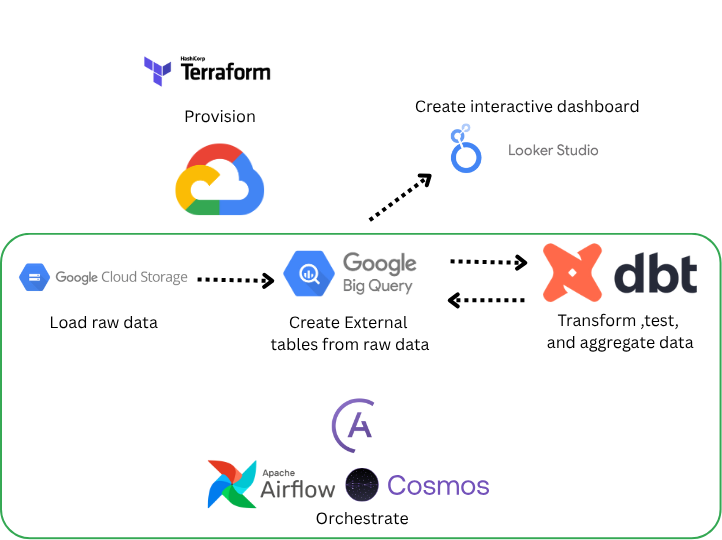 HashiCorp
Terraform
Provision
Create interactive dashboard
Looker Studio
Google Cloud Storage
Load raw data
Google
Big Query
Create External
tables from raw data
dbt
Transform ,test,
and aggregate data
A
Apache
Airflow
Cosmos
Orchestrate